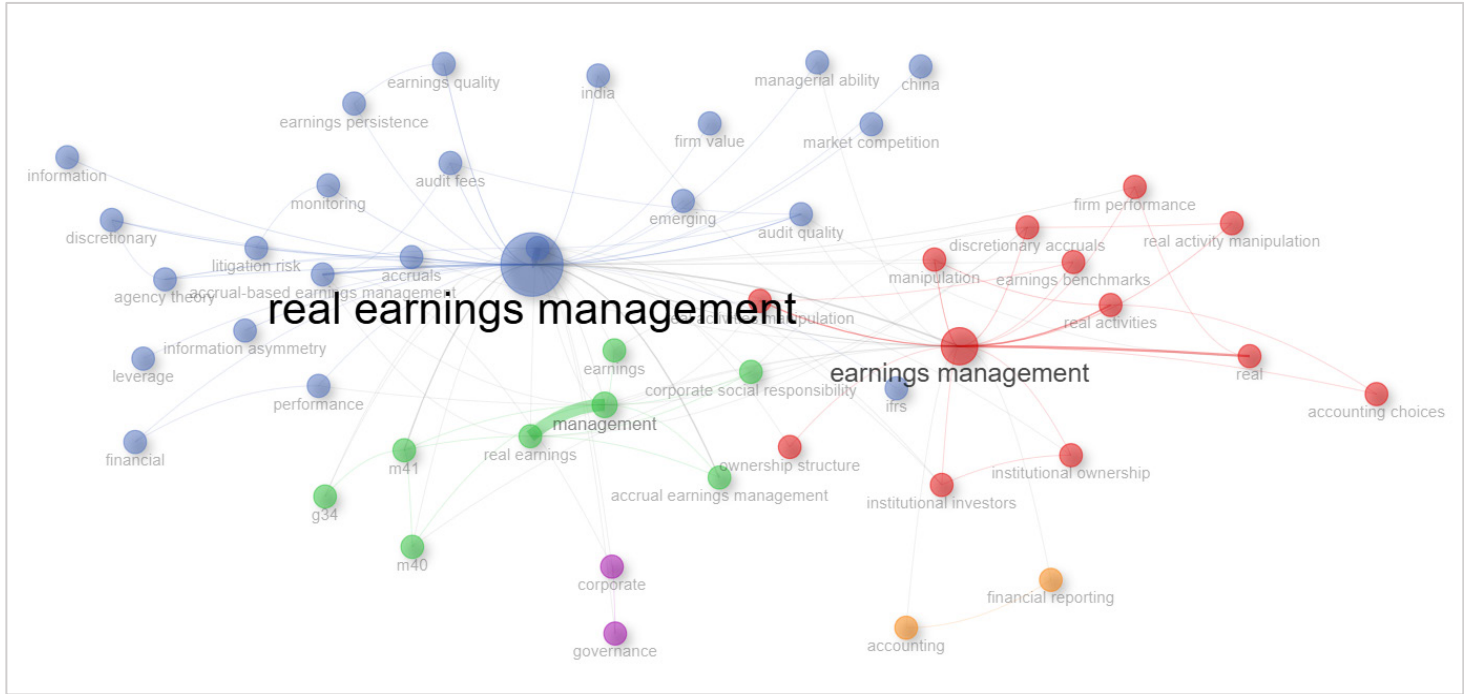 earnings quality
india
managerial ability
china
earnings persistence
firm value
market competition
information
audit fees
monitoring
firm performance
discretionary
emerging
audit quality
litigation risk
accruals
discretionary accruals
real activity manipulation
agency theory
accrual-based earnings management
manipulation
earnings benchmarks
real earnings management
manipulation
real activities
information asymmetry
leverage
earnings
earnings management
real
performance
corporate social responsibility
ifrs
accounting choices
management
financial
m41
real earnings
ownership structure
institutional ownership
accrual earnings management
institutional investors
g34
m40
corporate
financial reporting
governance
accounting